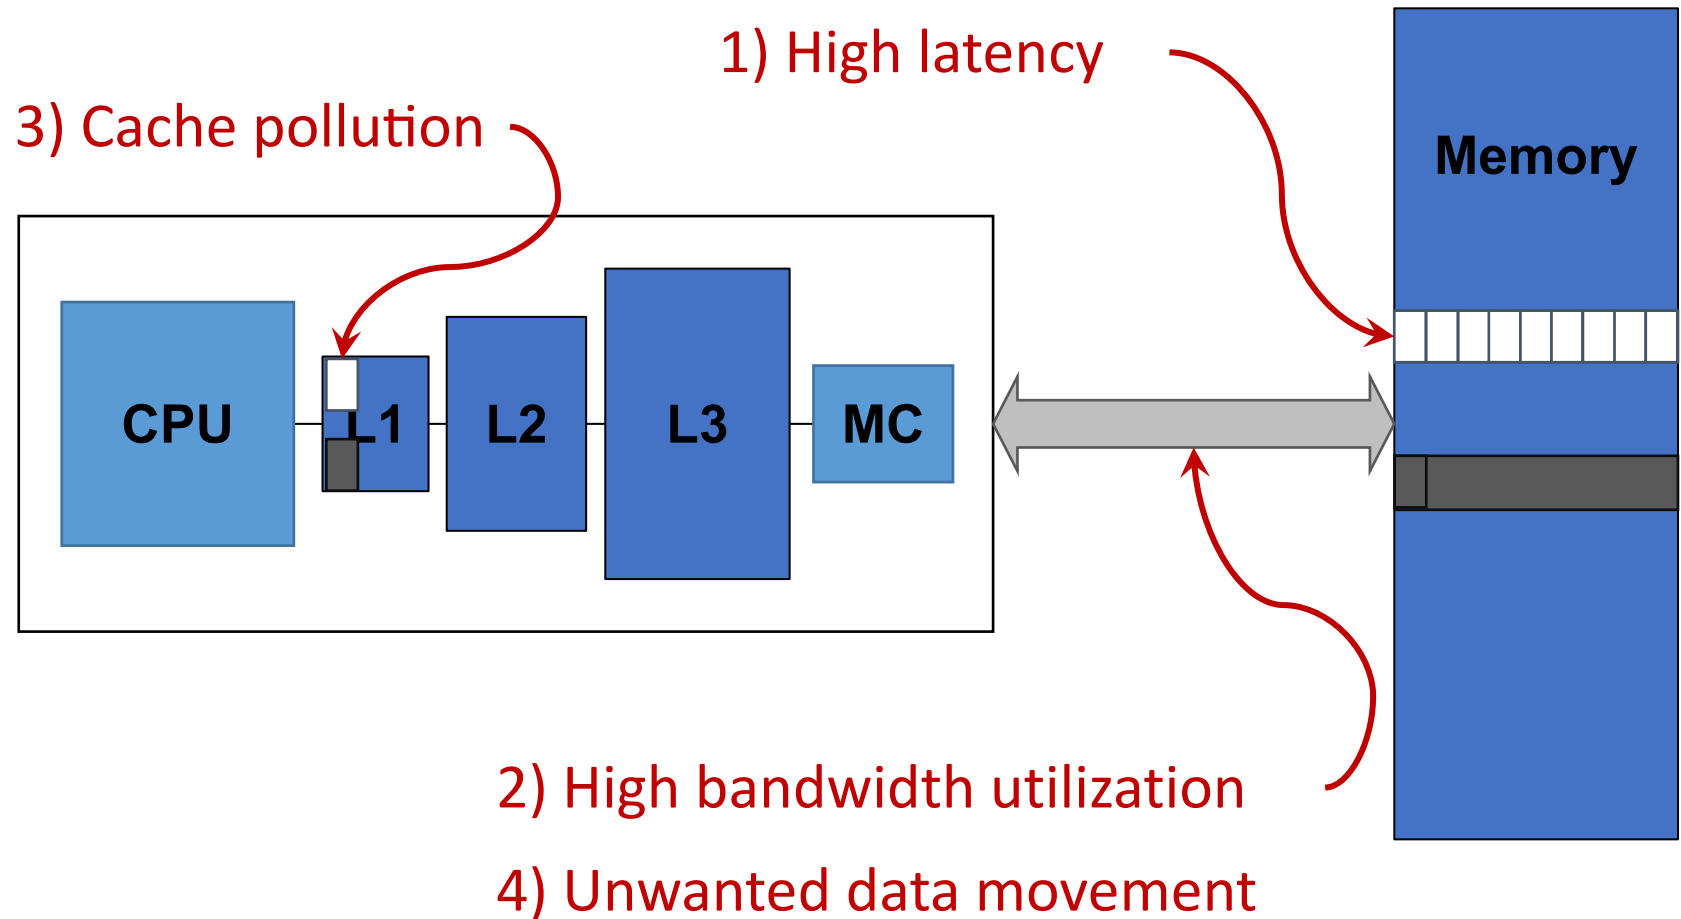 1) High latency
3) Cache pollution
Memory
CPU
L1
L2
L3
MC
2) High bandwidth utilization
4) Unwanted data movement